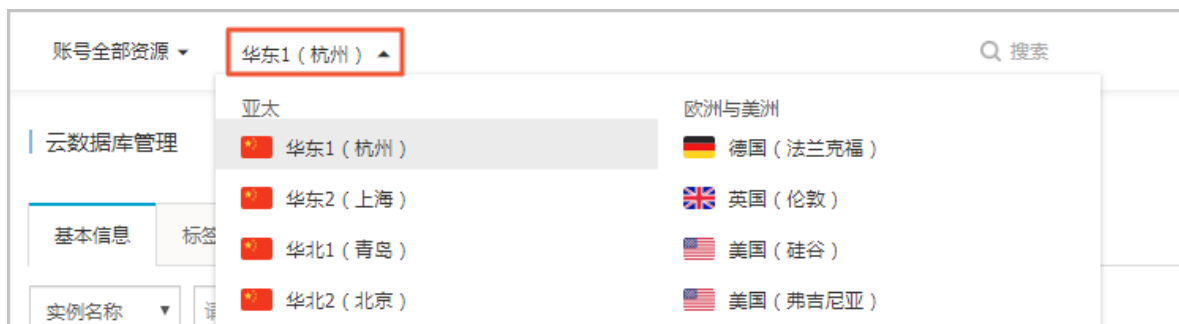 账号全部资源
华东1（杭州）
搜索
亚太
欧洲与美洲
云数据库管理
华东1（杭州）
德国（法兰克福）
华东2（上海）
英国（伦敦）
基本信息
标签
华北1（青岛）
美国（硅谷）
实例名称
华北2（北京）
美国（弗吉尼亚）